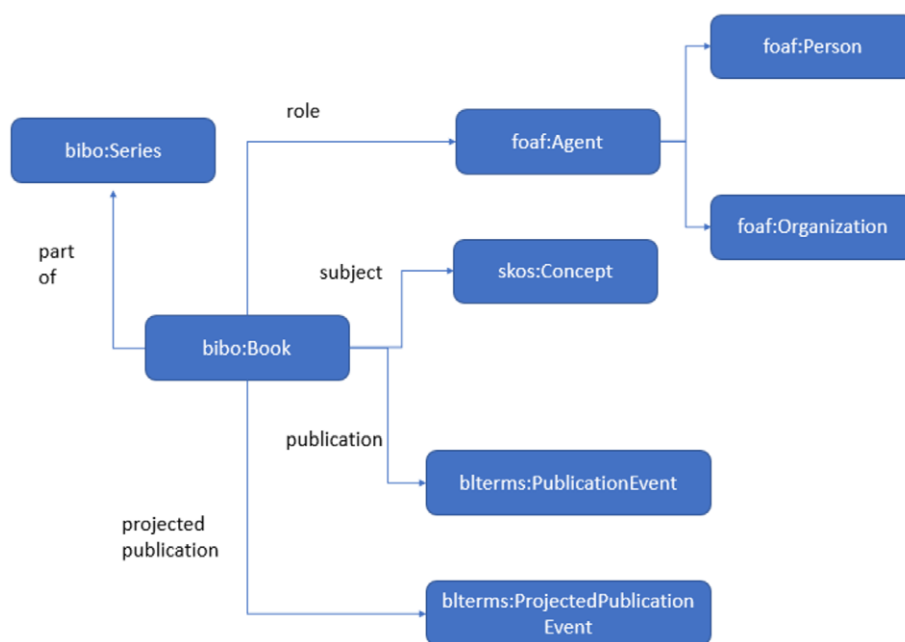 foaf:Person
role
bibo:Series
foaf:Agent
foaf:Organization
part
of
subject
skos:Concept
bibo:Book
publication
blterms:PublicationEvent
projected
publication
blterms:ProjectedPublication
Event